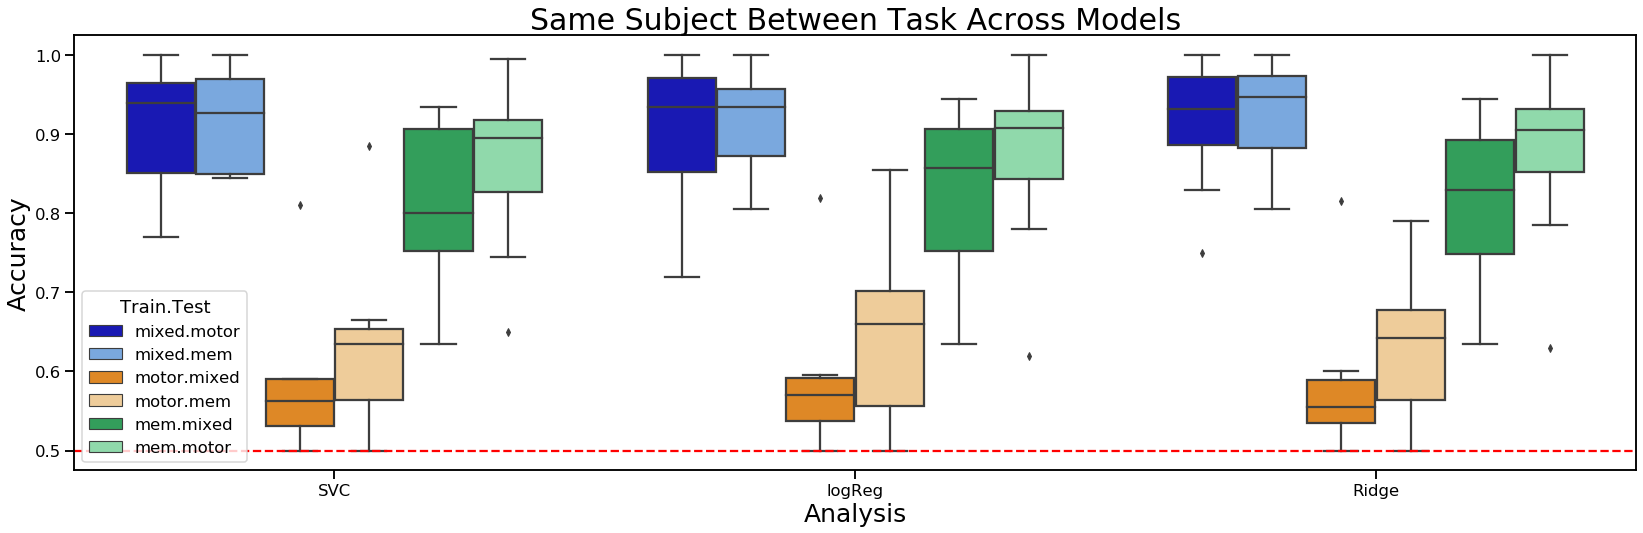 Same Subject Between Task Across Models
Accuracy
1.0
0.9
0.8
0.7
0.6
0.5
Train.Test
mixed.motor
mixed.mem
motor.mixed
motor.mem
mem.mixed
mem.motor
SVC logReg Ridge
Analysis